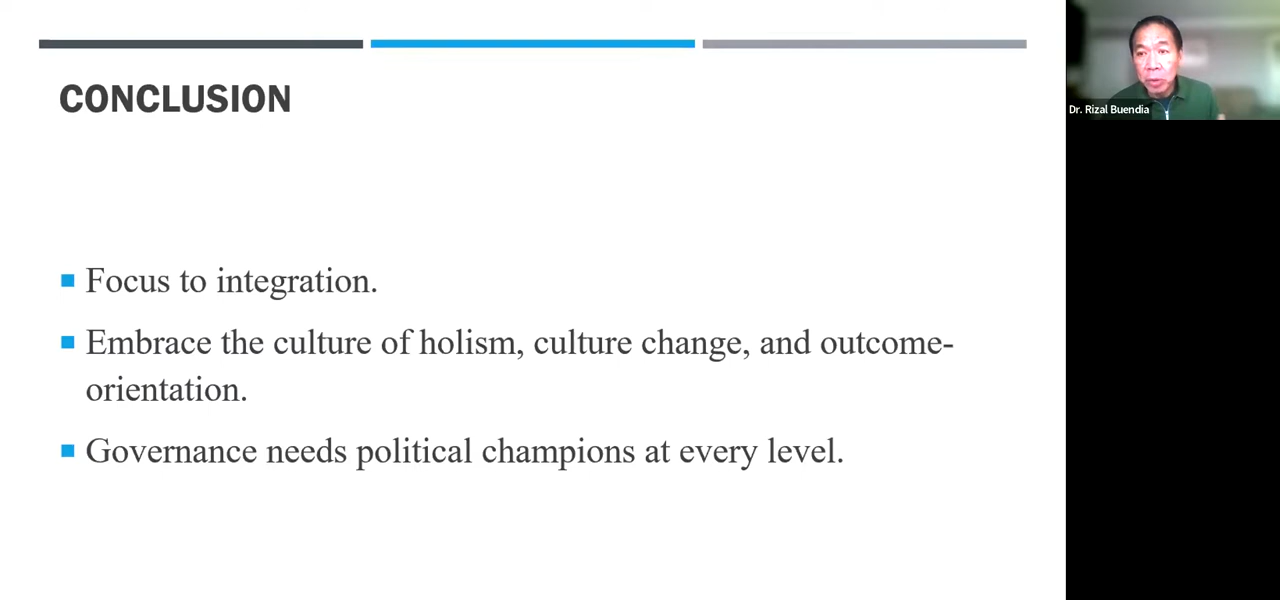 CONCLUSION
Focus to integration.
Embrace the culture of holism, culture change, and outcome-
orientation.
Governance needs political champions at every level.
Dr. Rizal Buendia